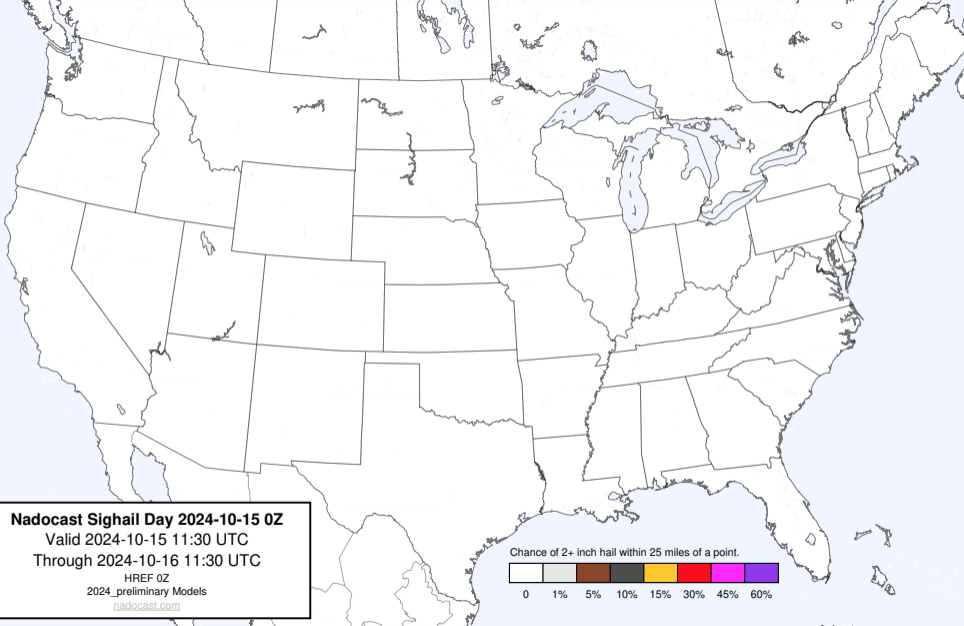 Nadocast Sighail Day 2024-10-15 0Z
Valid 2024-10-15 11:30 UTC
Through 2024-10-16 11:30 UTC
HREF 0Z
2024_preliminary Models
nadocast.com
Chance of 2+ inch hail within 25 miles of a point.
0 1% 5% 10% 15% 30% 45% 60%